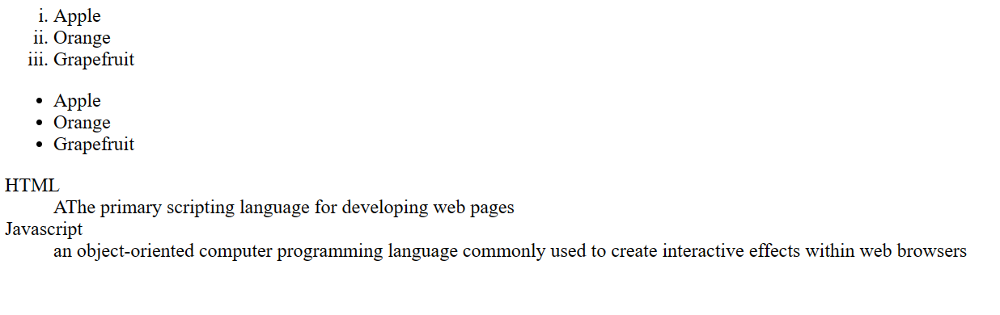 i. Apple
ii. Orange
iii. Grapefruit
• Apple
• Orange
• Grapefruit
HTML
AThe primary scripting language for developing web pages
Javascript
an object-oriented computer programming language commonly used to create interactive effects within web browsers